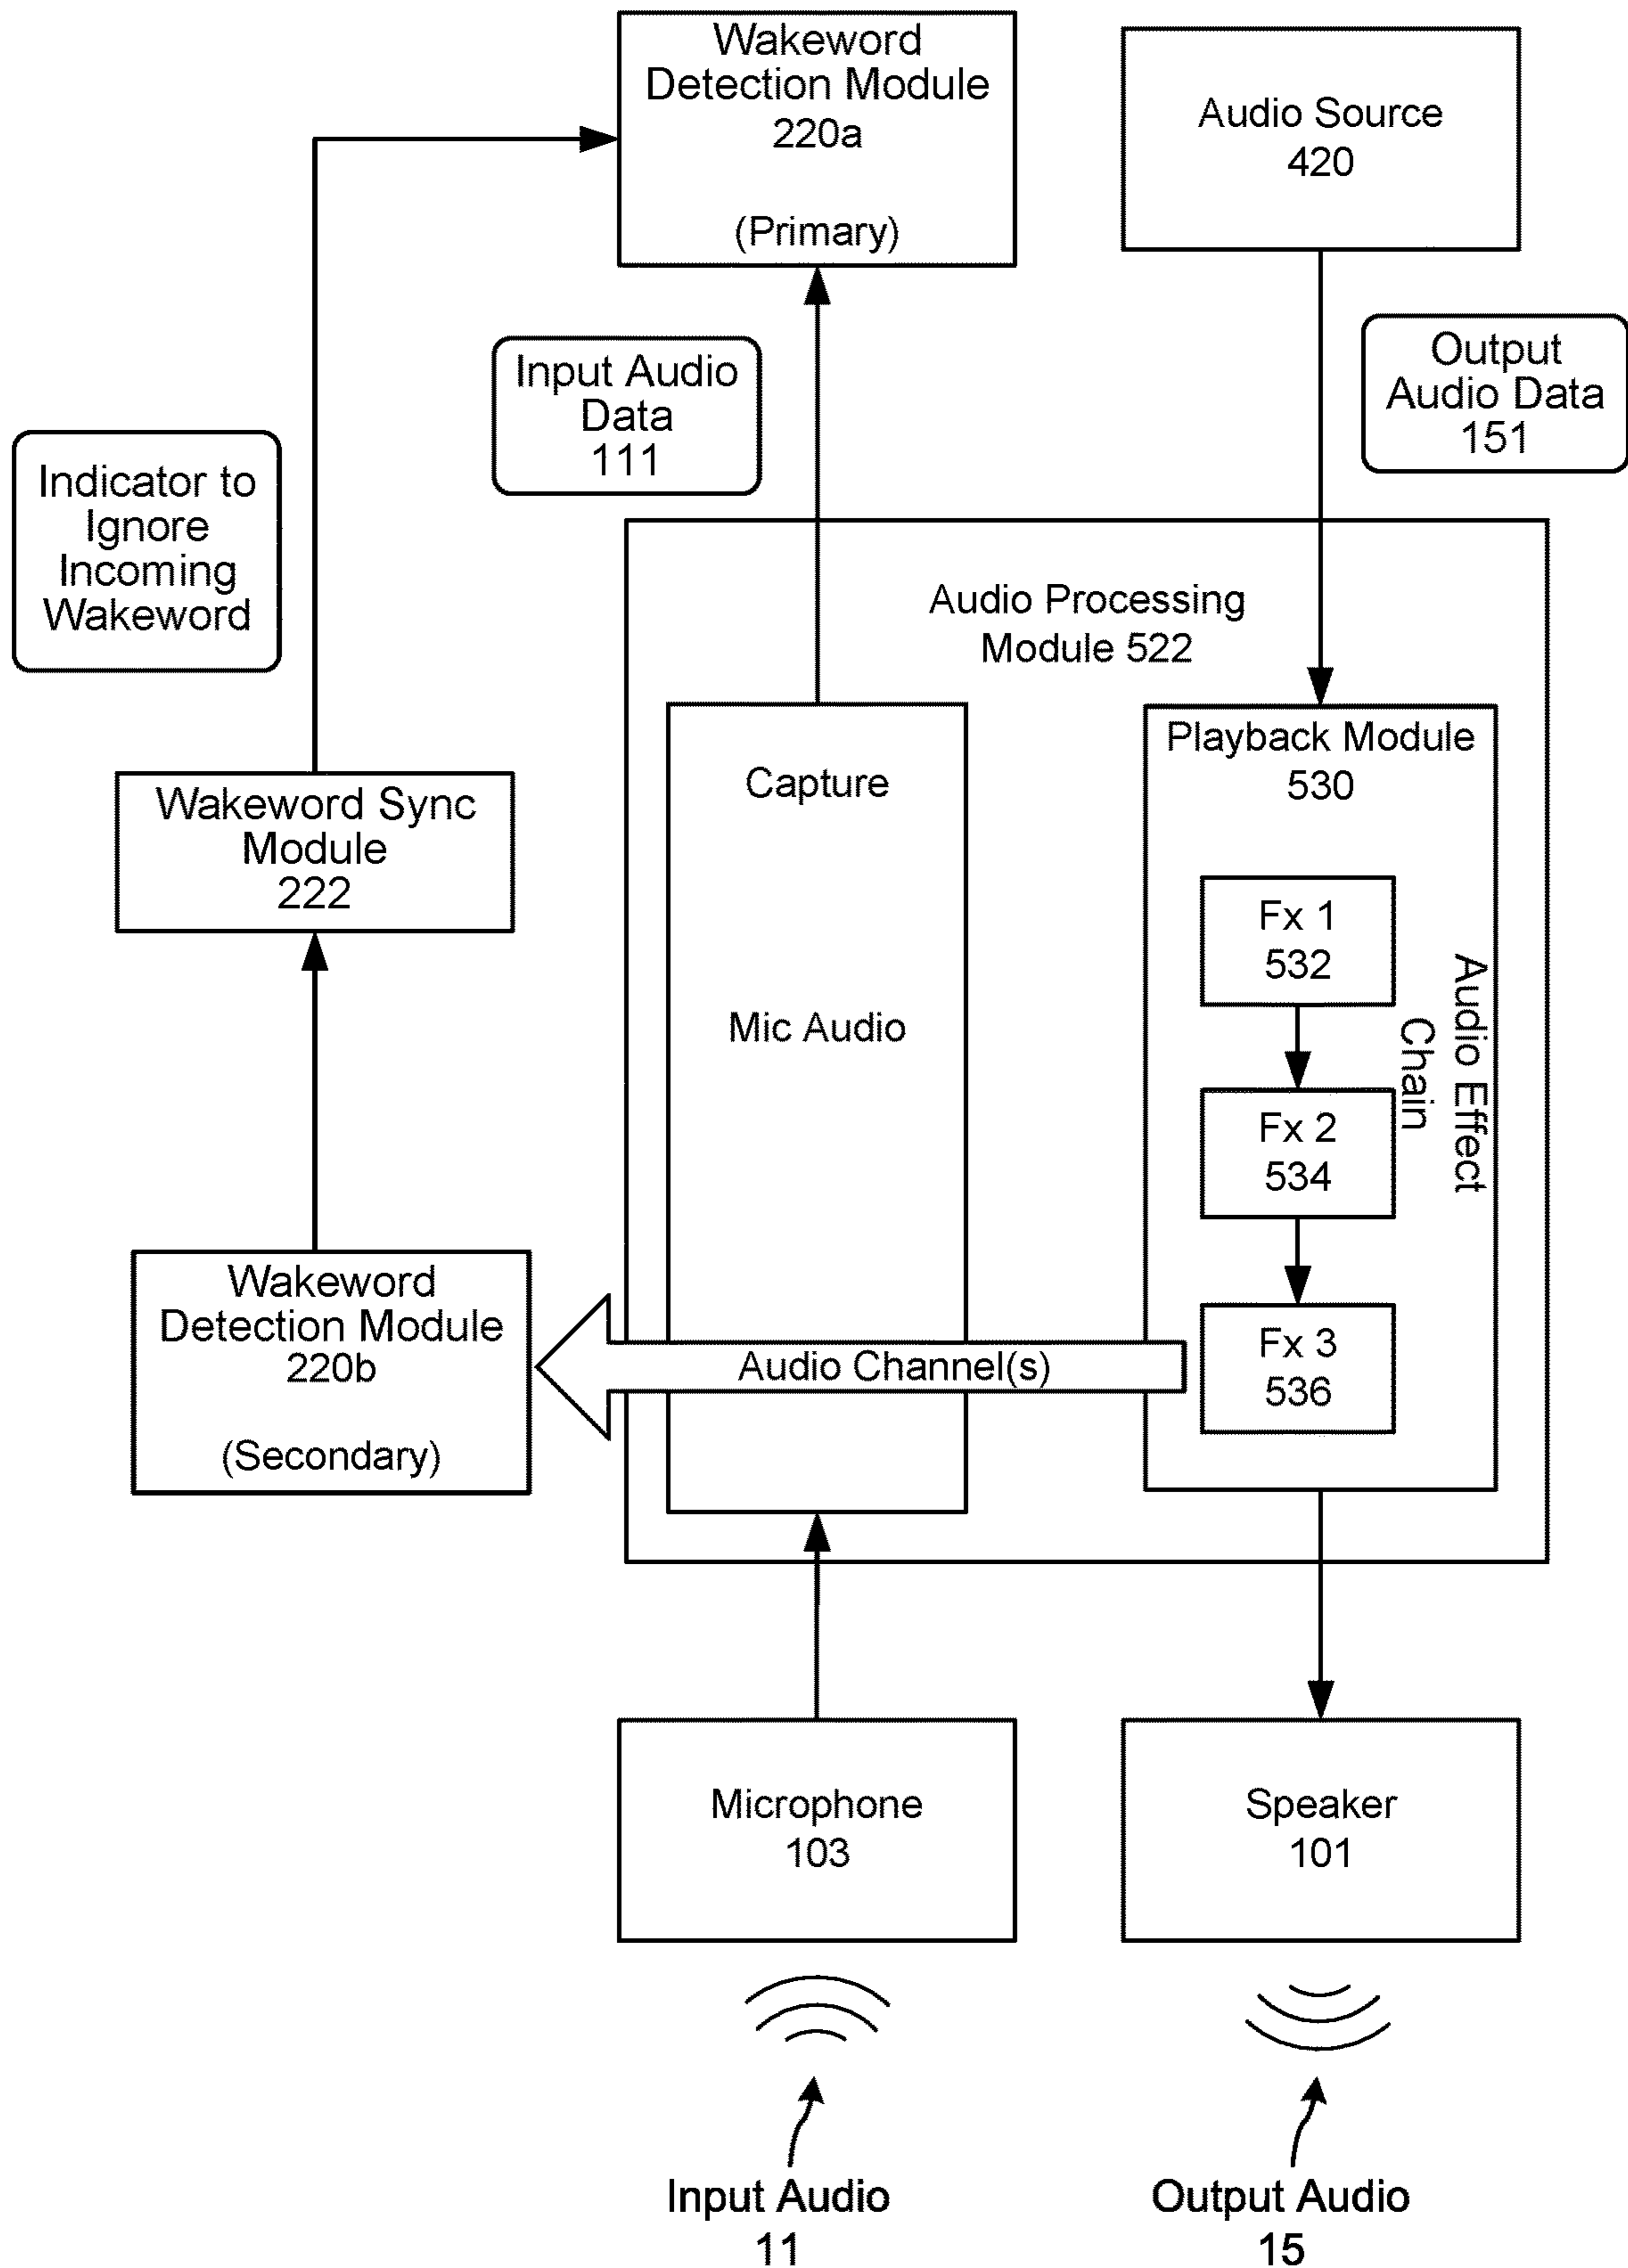 Wakeword
Detection Module
220a
(Primary)
Audio Source
420
Input Audio
Data
111
Output
Audio Data
151
Indicator to
Ignore
Incoming
Wakeword
Audio Processing
Module 522
Capture
Mic Audio
Playback Module
530
Fx 1
532
Fx 2
534
Fx 3
536
Audio Effect
Chain
Wakeword Sync
Module
222
Wakeword
Detection Module
220b
(Secondary)
Audio Channel(s)
Microphone
103
Speaker
101
Input Audio
11
Output Audio
15